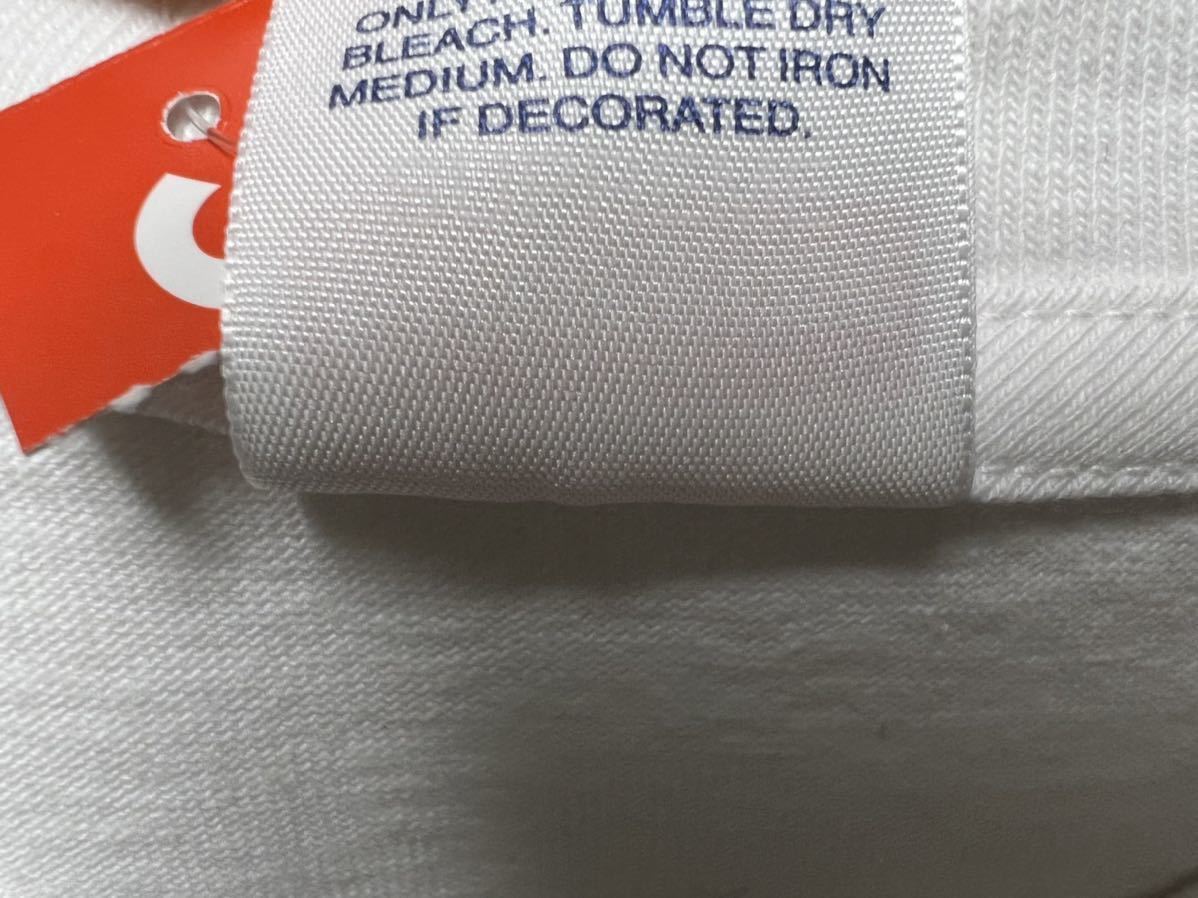 ONLY
BLEACH. TUMBLE DRY
MEDIUM. DO NOT IRON
IF DECORATED.